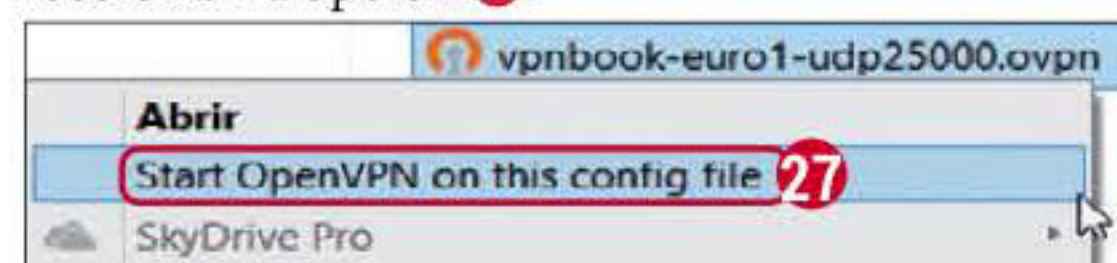 vpnbook-euro1-udp25000.ovpn
Abrir
Start OpenVPN on this config file 27
SkyDrive Pro